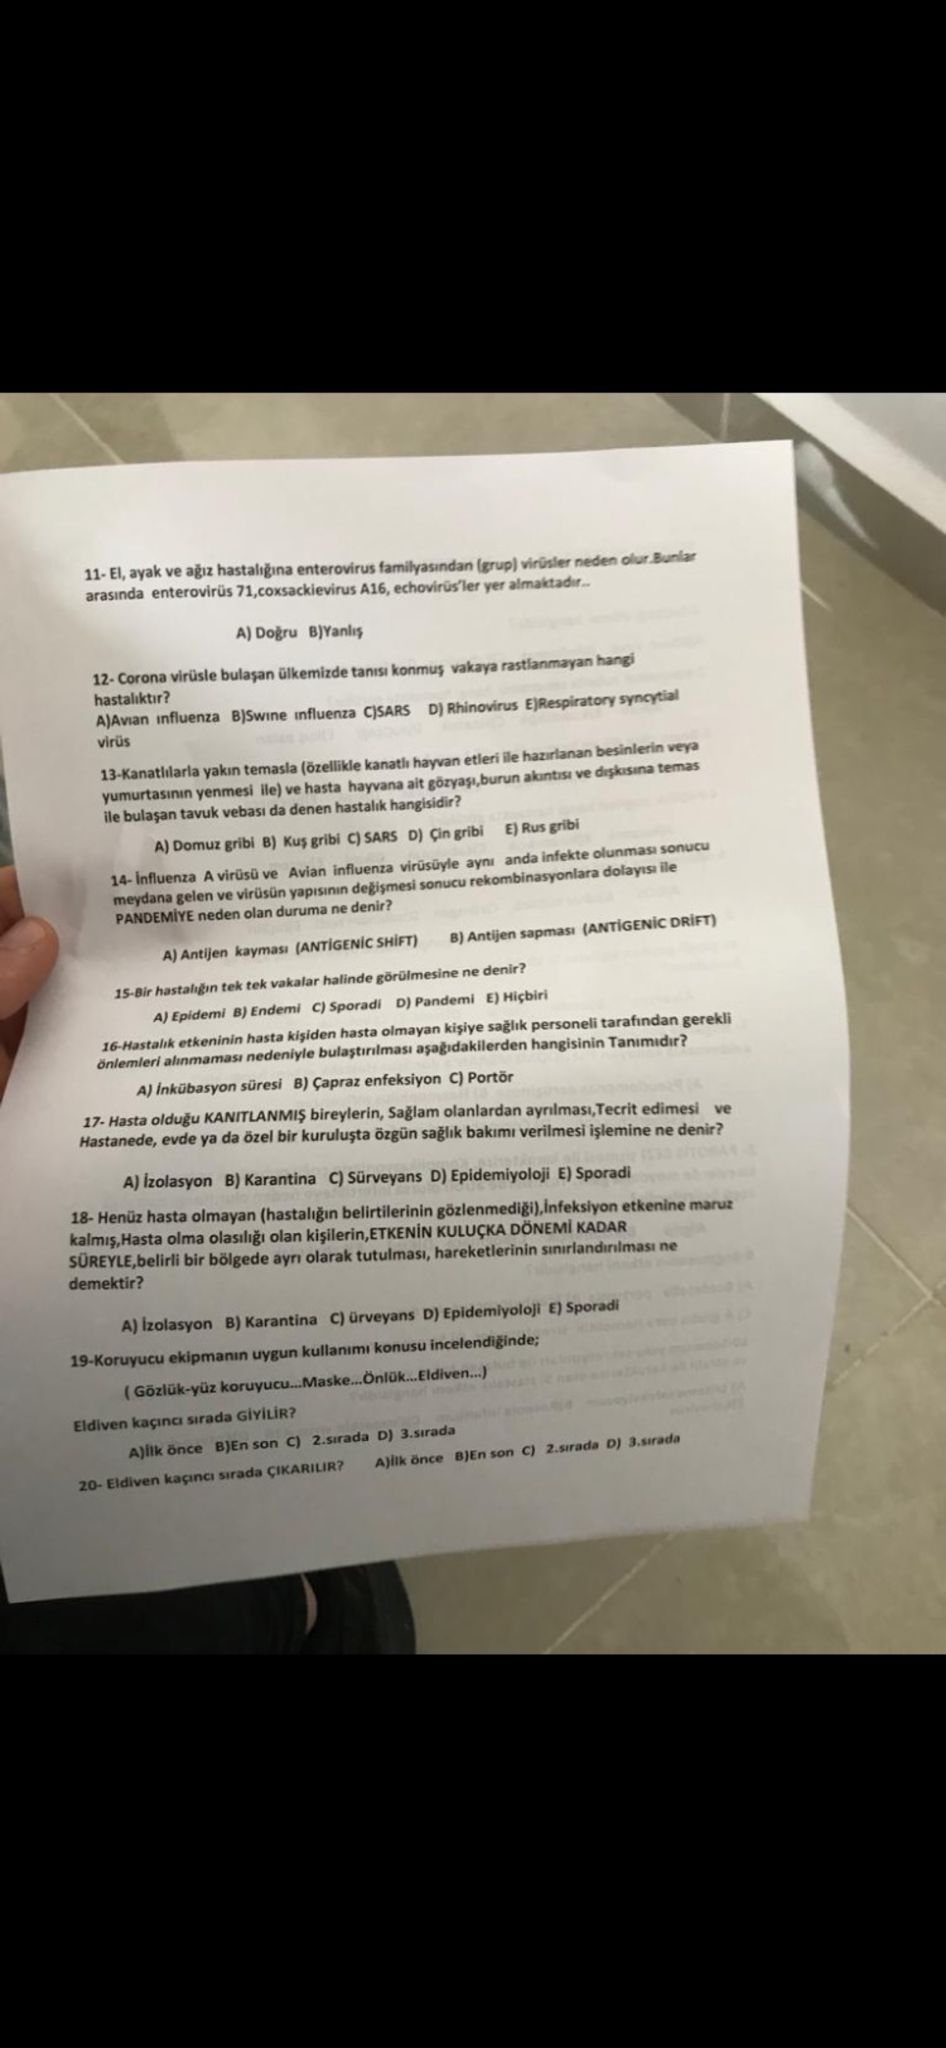 11- El, ayak ve ağız hastalığına enterovirus familyasından (grup) virüsler neden olur.Bunlar
arasında enterovirüs 71,coxsackievirus A16, echovirüs'ler yer almaktadır..
A) Doğru B)Yanlış
12- Corona virüsle bulaşan ülkemizde tanısı konmuş vakaya rastlanmayan hangi
hastalıktır?
A)Avıan ınfluenza B)Swıne ınfluenza C)SARS D) Rhinovirus E)Respiratory syncytial
virüs
13-Kanatlılarla yakın temasla (özellikle kanatlı hayvan etleri ile hazırlanan besinlerin veya
yumurtasının yenmesi ile) ve hasta hayvana ait gözyaşı,burun akıntısı ve dışkısına temas
ile bulaşan tavuk vebası da denen hastalık hangisidir?
A) Domuz gribi B) Kuş gribi C) SARS D) Çin gribi E) Rus gribi
14- İnfluenza A virüsü ve Avian influenza virüsüyle aynı anda infekte olunması sonucu
meydana gelen ve virüsün yapısının değişmesi sonucu rekombinasyonlara dolayısı ile
PANDEMİYE neden olan duruma ne denir?
A) Antijen kayması (ANTİGENİC SHİFT) B) Antijen sapması (ANTİGENİC DRİFT)
15-Bir hastalığın tek tek vakalar halinde görülmesine ne denir?
A) Epidemi B) Endemi C) Sporadi D) Pandemi E) Hiçbiri
16-Hastalık etkeninin hasta kişiden hasta olmayan kişiye sağlık personeli tarafından gerekli
önlemleri alınmaması nedeniyle bulaştırılması aşağıdakilerden hangisinin Tanımıdır?
A) İnkübasyon süresi B) Çapraz enfeksiyon C) Portör
17- Hasta olduğu KANITLANMIŞ bireylerin, Sağlam olanlardan ayrılması,Tecrit edimesi ve
Hastanede, evde ya da özel bir kuruluşta özgün sağlık bakımı verilmesi işlemine ne denir?
A) İzolasyon B) Karantina C) Sürveyans D) Epidemiyoloji E) Sporadi
18- Henüz hasta olmayan (hastalığın belirtilerinin gözlenmediği),İnfeksiyon etkenine maruz
kalmış,Hasta olma olasılığı olan kişilerin,ETKENİN KULUÇKA DÖNEMİ KADAR
SÜREYLE,belirli bir bölgede ayrı olarak tutulması, hareketlerinin sınırlandırılması ne
demektir?
A) İzolasyon B) Karantina C) ürveyans D) Epidemiyoloji E) Sporadi
19-Koruyucu ekipmanın uygun kullanımı konusu incelendiğinde;
( Gözlük-yüz koruyucu...Maske...Önlük...Eldiven...)
Eldiven kaçıncı sırada GİYİLİR?
A)İlk önce B)En son C) 2.sırada D) 3.sırada
20- Eldiven kaçıncı sırada ÇIKARILIR? A)İlk önce B)En son C) 2.sırada D) 3.sırada